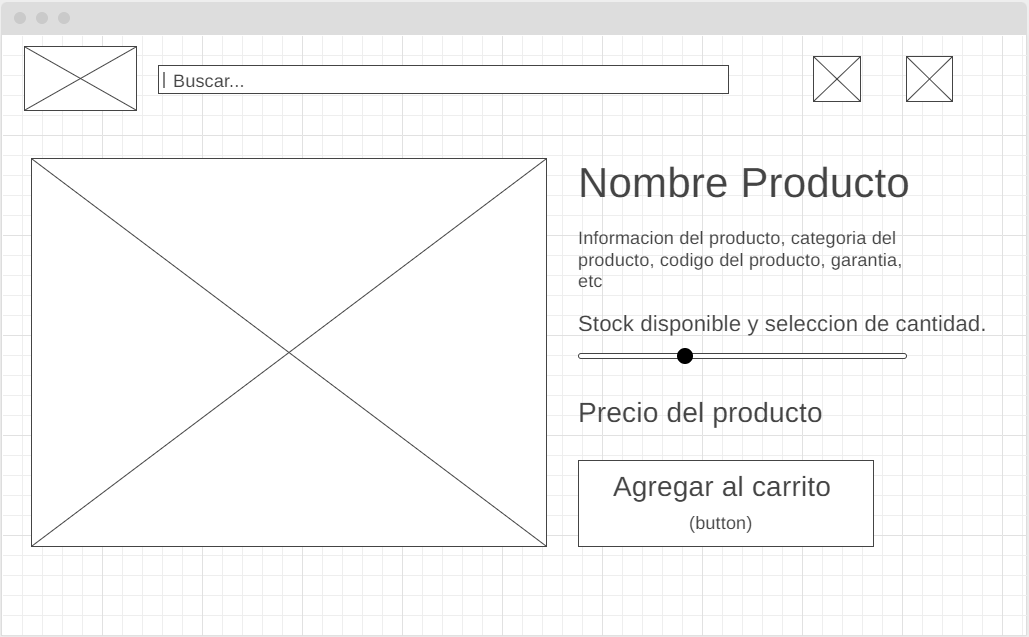 Buscar...
Nombre Producto
Informacion del producto, categoria del
producto, codigo del producto, garantia,
etc
Stock disponible y seleccion de cantidad.
Precio del producto
Agregar al carrito
(button)